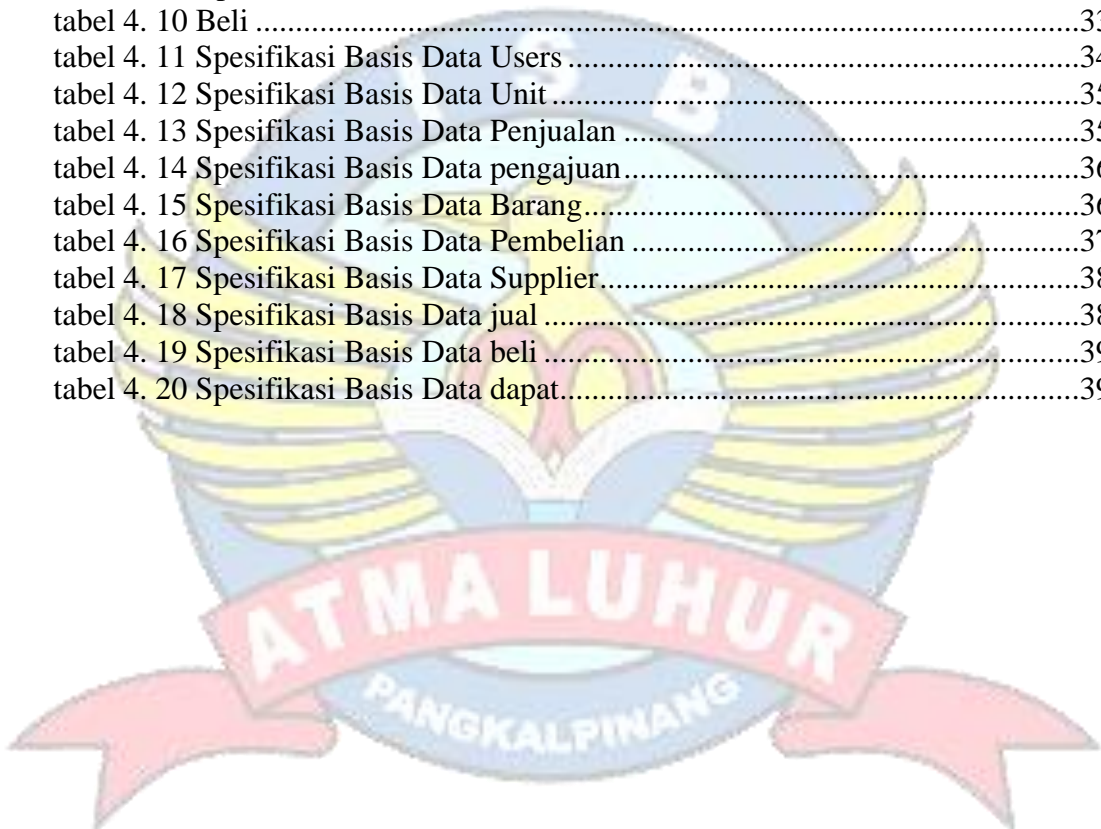 tabel 4. 10 Beli ........................................................................................................33
tabel 4. 11 Spesifikasi Basis Data Users ................................................................34
tabel 4. 12 Spesifikasi Basis Data Unit ..................................................................35
tabel 4. 13 Spesifikasi Basis Data Penjualan .........................................................35
tabel 4. 14 Spesifikasi Basis Data pengajuan.........................................................36
tabel 4. 15 Spesifikasi Basis Data Barang..............................................................36
tabel 4. 16 Spesifikasi Basis Data Pembelian ........................................................37
tabel 4. 17 Spesifikasi Basis Data Supplier............................................................38
tabel 4. 18 Spesifikasi Basis Data jual ...................................................................38
tabel 4. 19 Spesifikasi Basis Data beli ...................................................................39
tabel 4. 20 Spesifikasi Basis Data dapat.................................................................39
I S B
ATMA LUHUR
PANGKALPINANG